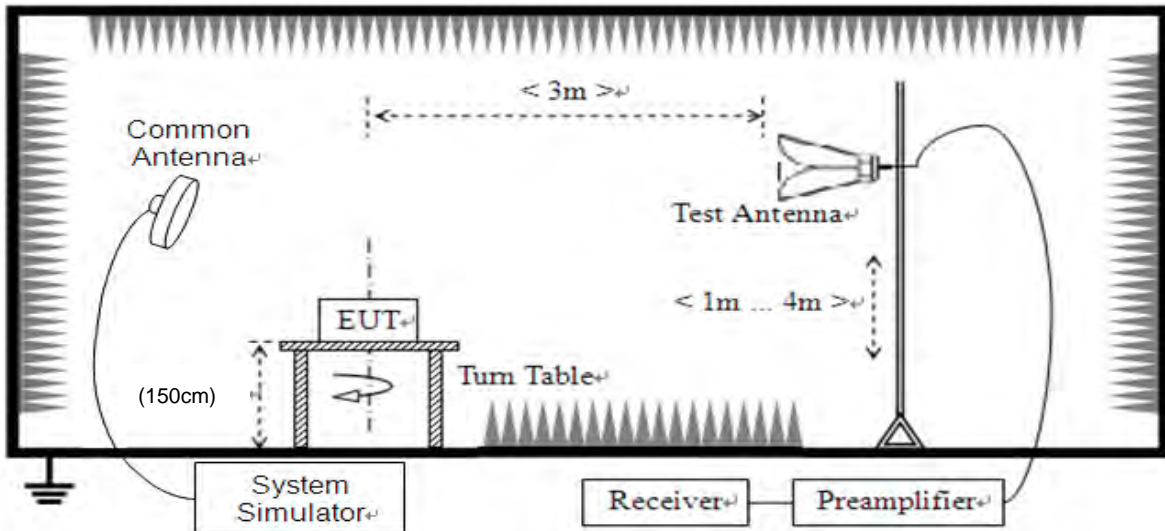 < 3m >↵
Common
Antenna↵
Test Antenna↵
< 1m ... 4m >↵
EUT↵
Turn Table↵
(150cm)
System
Simulator↵
Receiver↵
Preamplifier↵